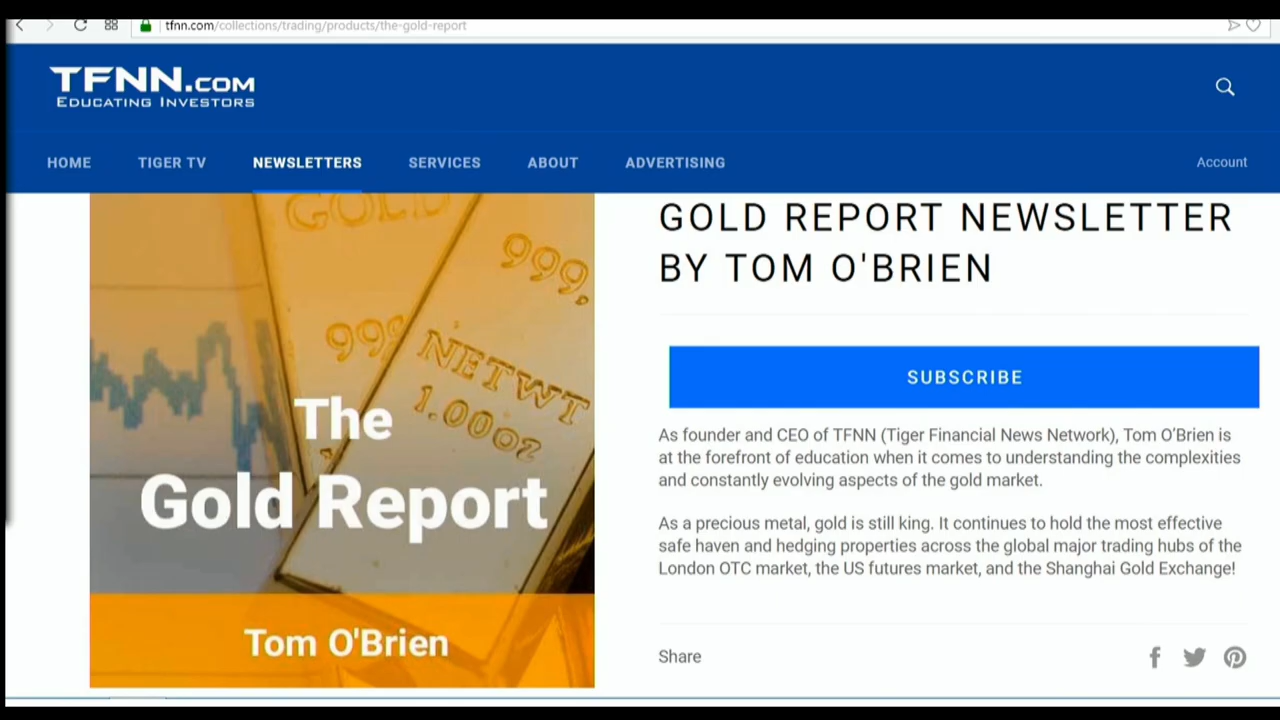 tfnn.com/collections/trading/products/the-gold-report
TFNN.COM
EDUCATING INVESTORS
HOME TIGER TV NEWSLETTERS SERVICES ABOUT ADVERTISING Account
GOLD
999.
999
NETWT
1.00OZ
The
Gold Report
Tom O'Brien
GOLD REPORT NEWSLETTER
BY TOM O'BRIEN
SUBSCRIBE
As founder and CEO of TFNN (Tiger Financial News Network), Tom O’Brien is
at the forefront of education when it comes to understanding the complexities
and constantly evolving aspects of the gold market.
As a precious metal, gold is still king. It continues to hold the most effective
safe haven and hedging properties across the global major trading hubs of the
London OTC market, the US futures market, and the Shanghai Gold Exchange!
Share